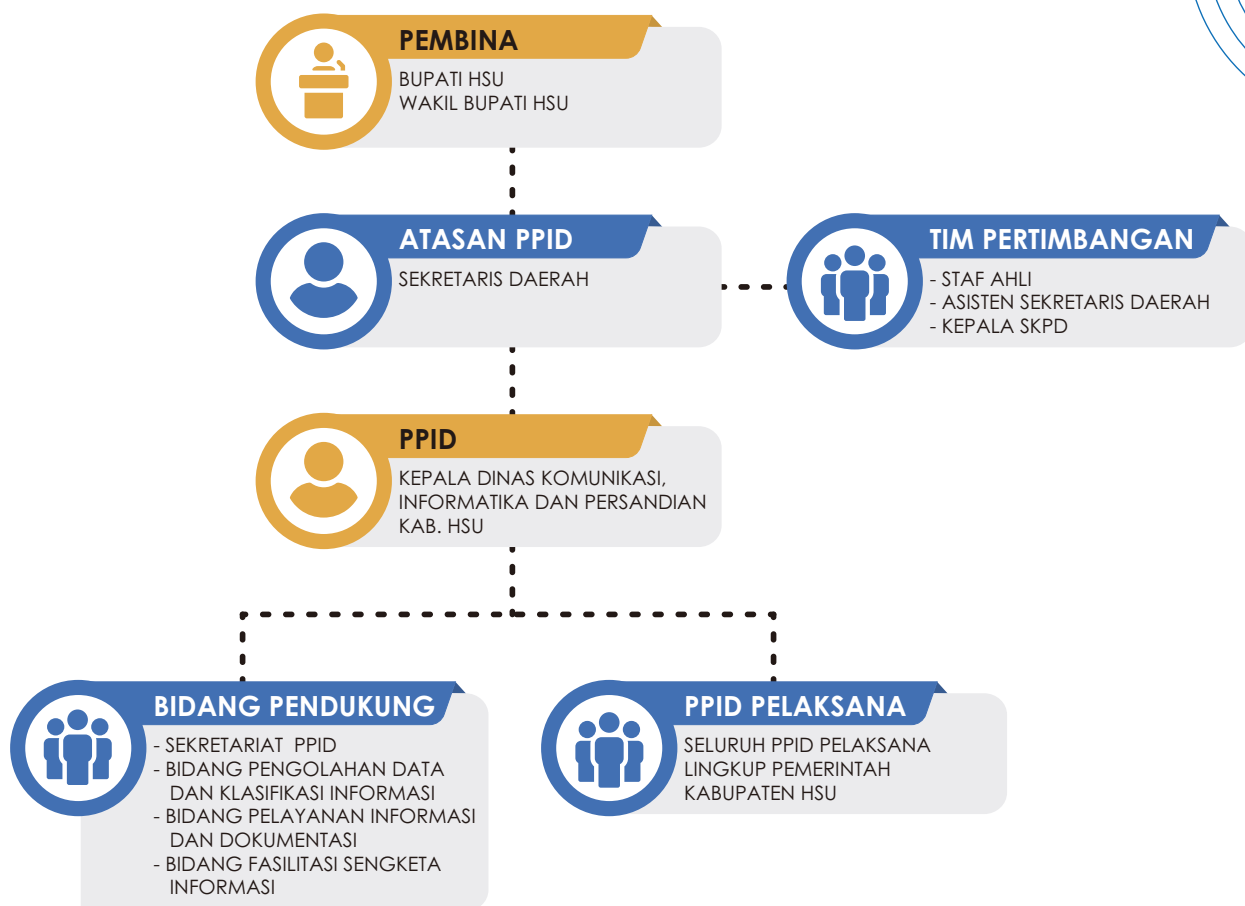 PEMBINA
BUPATI HSU
WAKIL BUPATI HSU
ATASAN PPID
SEKRETARIS DAERAH
TIM PERTIMBANGAN
- STAF AHLI
- ASISTEN SEKRETARIS DAERAH
- KEPALA SKPD
PPID
KEPALA DINAS KOMUNIKASI,
INFORMATIKA DAN PERSANDIAN
KAB. HSU
BIDANG PENDUKUNG
- SEKRETARIAT PPID
- BIDANG PENGOLAHAN DATA
DAN KLASIFIKASI INFORMASI
- BIDANG PELAYANAN INFORMASI
DAN DOKUMENTASI
- BIDANG FASILITASI SENGKETA
INFORMASI
PPID PELAKSANA
SELURUH PPID PELAKSANA
LINGKUP PEMERINTAH
KABUPATEN HSU